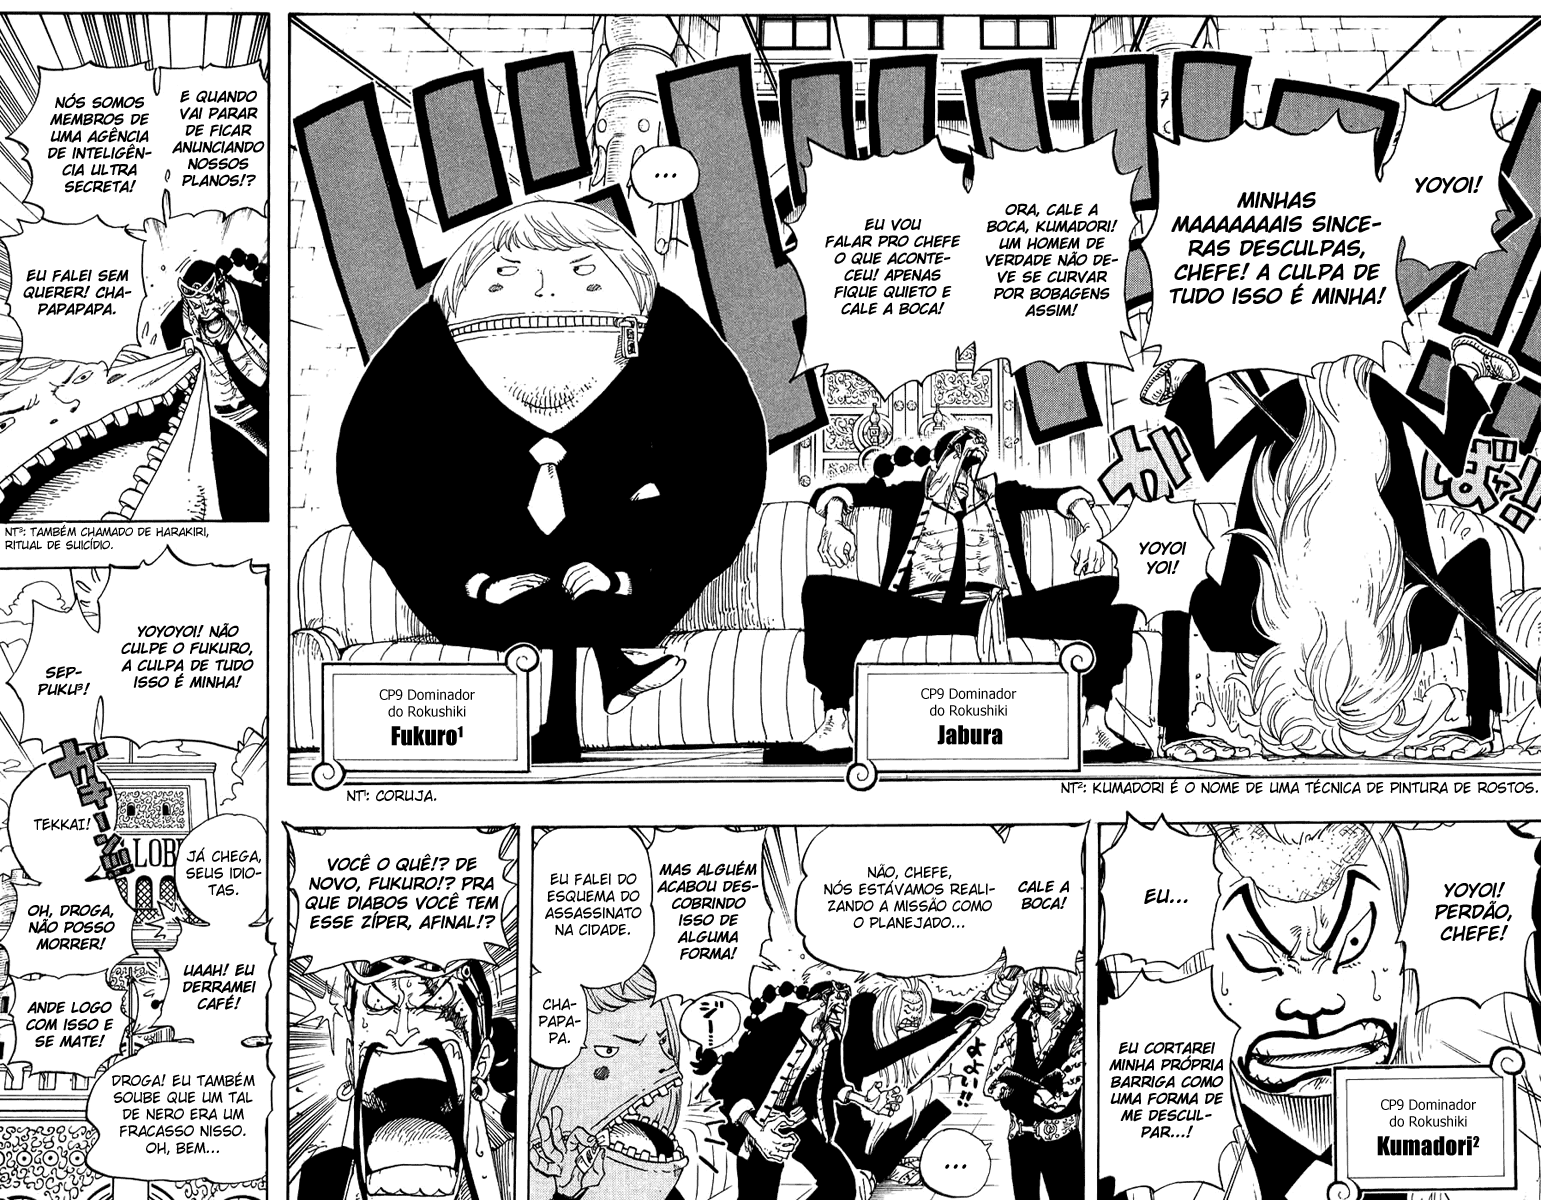 YOYOI!
MINHAS
MAAAAAAAIS SINCE-
RAS DESCULPAS,
CHEFE! A CULPA DE
TUDO ISSO É MINHA!
ORA, CALE A
BOCA, KUMADORI!
UM HOMEM DE
VERDADE NÃO DE-
VE SE CURVAR
POR BOBAGENS
ASSIM!
EU VOU
FALAR PRO CHEFE
O QUE ACONTE-
CEU! APENAS
FIQUE QUIETO E
CALE A BOCA!
...
YOYOI
YOI!
CP9 Dominador
do Rokushiki
Jabura
CP9 Dominador
do Rokushiki
Fukuro¹
NT²: KUMADORI É O NOME DE UMA TÉCNICA DE PINTURA DE ROSTOS.
NT¹: CORUJA.
YOYOI!
PERDÃO,
CHEFE!
EU...
EU CORTAREI
MINHA PRÓPRIA
BARRIGA COMO
UMA FORMA DE
ME DESCUL-
PAR...!
CP9 Dominador
do Rokushiki
Kumadori²
CALE A
BOCA!
NÃO, CHEFE,
NÓS ESTÁVAMOS REALI-
ZANDO A MISSÃO COMO
O PLANEJADO...
MAS ALGUÉM
ACABOU DES-
COBRINDO
ISSO DE
ALGUMA
FORMA!
EU FALEI DO
ESQUEMA DO
ASSASSINATO
NA CIDADE.
CHA-
PAPA-
PA.
ジー
...
VOCÊ O QUÊ!? DE
NOVO, FUKURO!? PRA
QUE DIABOS VOCÊ TEM
ESSE ZÍPER, AFINAL!?
E QUANDO
VAI PARAR
DE FICAR
ANUNCIANDO
NOSSOS
PLANOS!?
NÓS SOMOS
MEMBROS DE
UMA AGÊNCIA
DE INTELIGÊN-
CIA ULTRA
SECRETA!
EU FALEI SEM
QUERER! CHA-
PAPAPAPA.
NT³: TAMBÉM CHAMADO DE HARAKIRI,
RITUAL DE SUICÍDIO.
YOYOYOI! NÃO
CULPE O FUKURO,
A CULPA DE TUDO
ISSO É MINHA!
SEP-
PUKU³!
ガキーン!!!
TEKKAI!
LOB
JÁ CHEGA,
SEUS IDIO-
TAS.
OH, DROGA,
NÃO POSSO
MORRER!
UAAH! EU
DERRAMEI
CAFÉ!
ANDE LOGO
COM ISSO E
SE MATE!
DROGA! EU TAMBÉM
SOUBE QUE UM TAL
DE NERO ERA UM
FRACASSO NISSO.
OH, BEM...